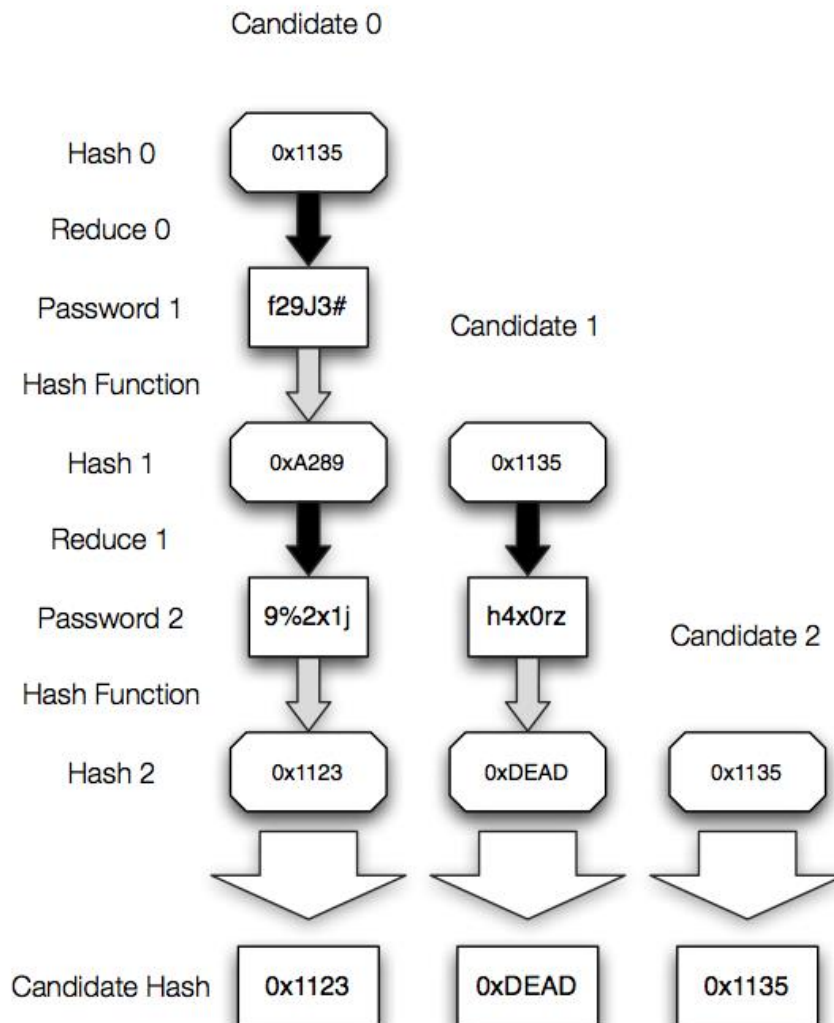 Candidate 0
Hash 0 0x1135
Reduce 0
Password 1 f29J3#
Candidate 1
Hash Function
Hash 1 0xA289 0x1135
Reduce 1
Password 2 9%2x1j h4x0rz
Candidate 2
Hash Function
Hash 2 0x1123 0xDEAD 0x1135
Candidate Hash 0x1123 0xDEAD 0x1135